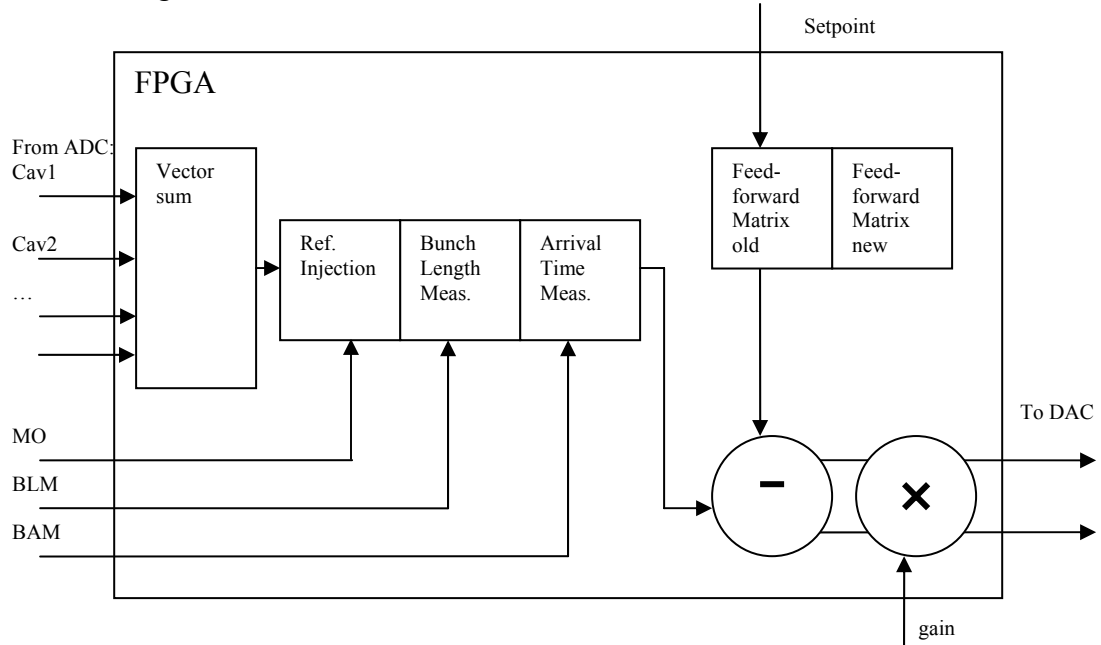 Setpoint
FPGA
From ADC:
Cav1
Cav2
…
Vector
sum
Ref.
Injection
Bunch
Length
Meas.
Arrival
Time
Meas.
Feed-
forward
Matrix
old
Feed-
forward
Matrix
new
MO
BLM
BAM
-
×
To DAC
gain